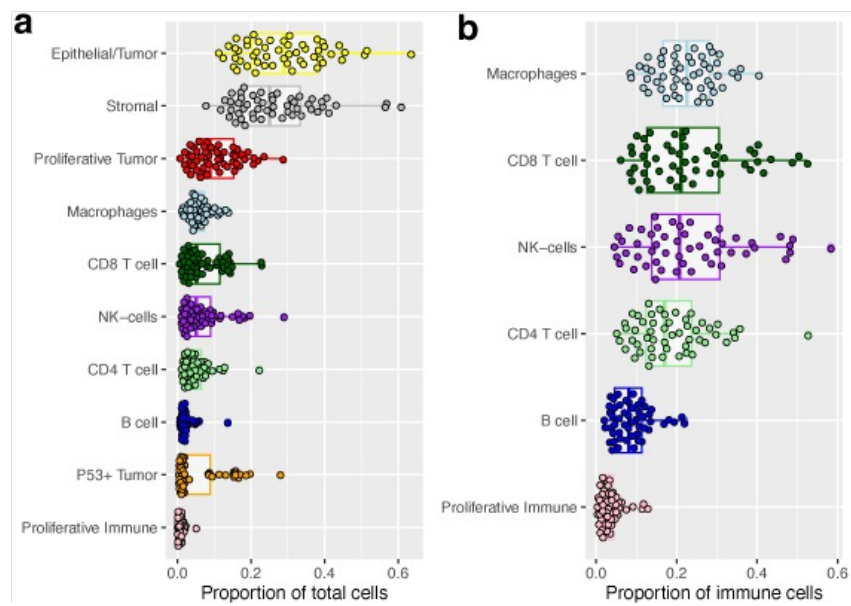 a
Epithelial/Tumor
Stromal
Proliferative Tumor
Macrophages
CD8 T cell
NK−cells
CD4 T cell
B cell
P53+ Tumor
Proliferative Immune
0.0 0.2 0.4 0.6
Proportion of total cells
b
Macrophages
CD8 T cell
NK−cells
CD4 T cell
B cell
Proliferative Immune
0.0 0.2 0.4 0.6
Proportion of immune cells